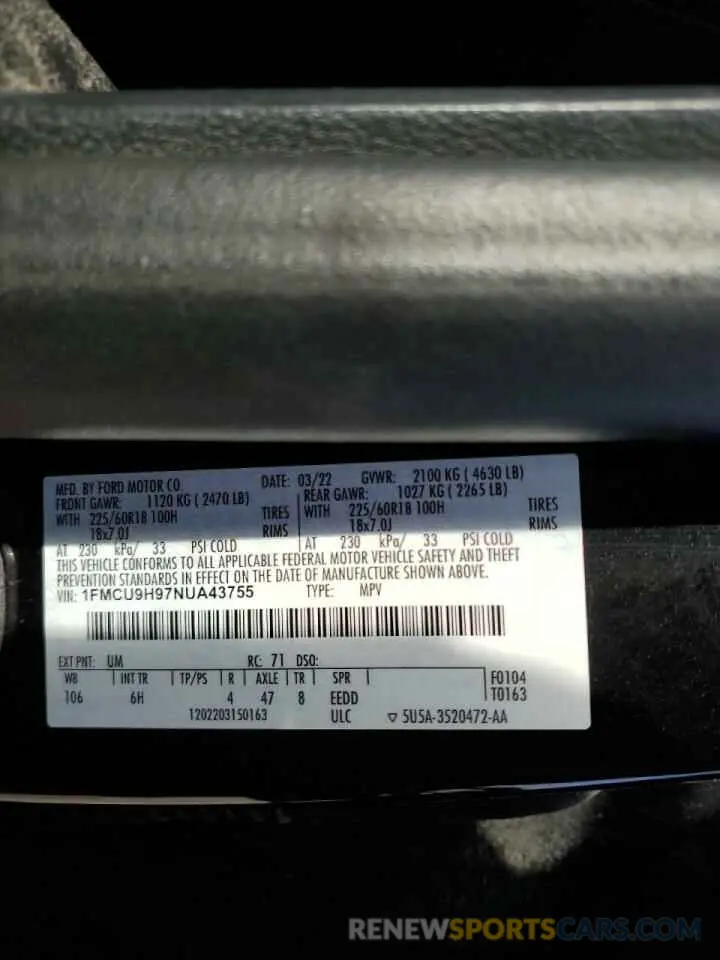 MFD. BY FORD MOTOR CO. DATE: 03/22 GVWR: 2100 KG ( 4630 LB)
FRONT GAWR: 1120 KG ( 2470 LB) REAR GAWR: 1027 KG ( 2265 LB)
WITH 225/60R18 100H TIRES WITH 225/60R18 100H TIRES
18x7.0J RIMS 18x7.0J RIMS
AT 230 kPa/ 33 PSI COLD AT 230 kPa/ 33 PSI COLD
THIS VEHICLE CONFORMS TO ALL APPLICABLE FEDERAL MOTOR VEHICLE SAFETY AND THEFT
PREVENTION STANDARDS IN EFFECT ON THE DATE OF MANUFACTURE SHOWN ABOVE.
VIN: 1FMCU9H97NUA43755 TYPE: MPV
EXT PNT: UM RC: 71 DSO:
WB INT TR TP/PS R AXLE TR SPR F0104
106 6H 4 47 8 EEDD T0163
1202203150163 ULC ▽ 5U5A-3520472-AA
RENEWSPORTSCARS.COM